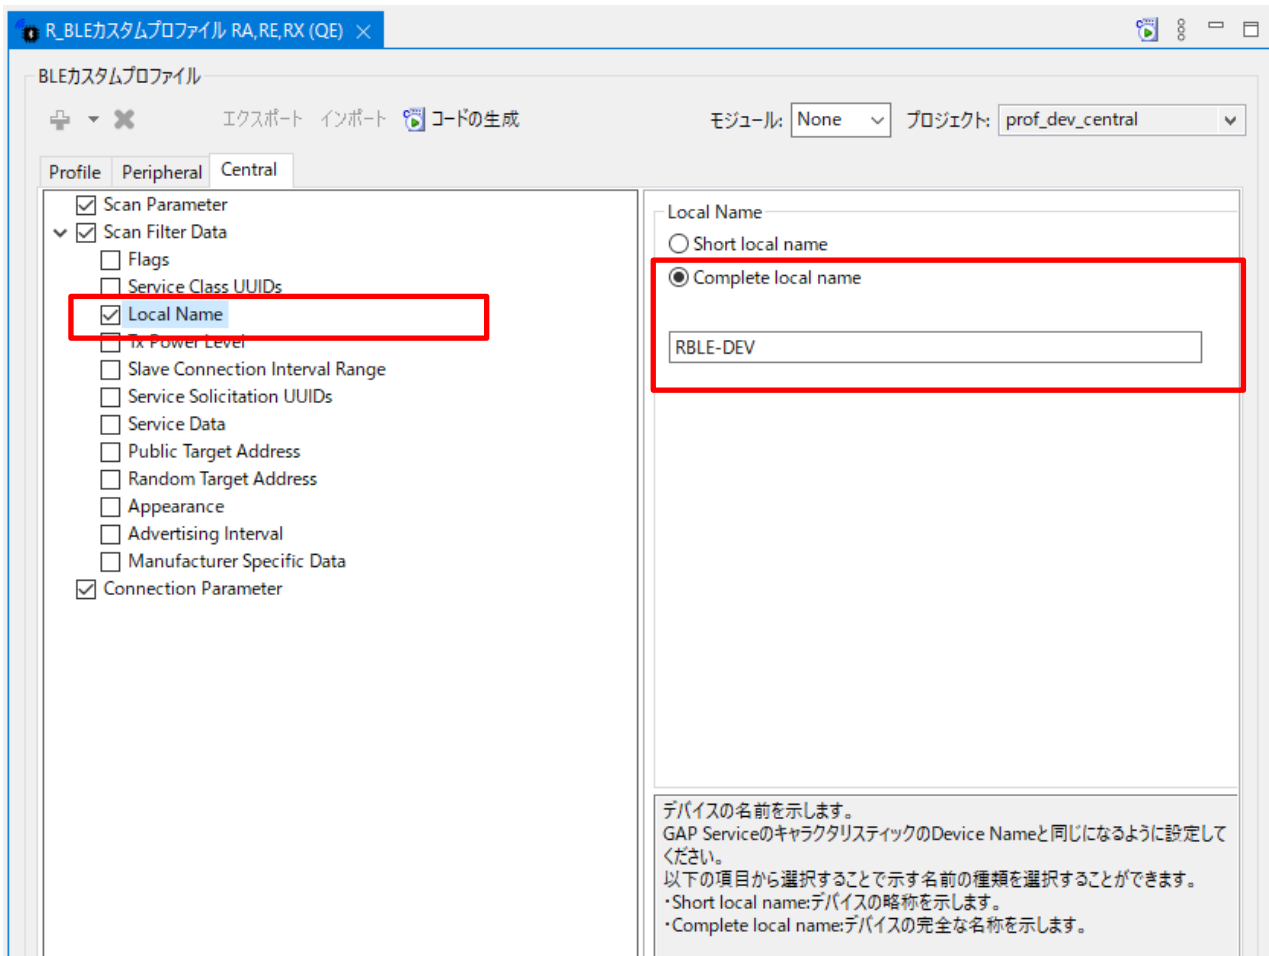 R_BLEカスタムプロファイル RA,RE,RX (QE)
BLEカスタムプロファイル
エクスポート インポート コードの生成 モジュール: None プロジェクト: prof_dev_central
Profile Peripheral Central
Scan Parameter
Scan Filter Data
Flags
Service Class UUIDs
Local Name
Tx Power Level
Slave Connection Interval Range
Service Solicitation UUIDs
Service Data
Public Target Address
Random Target Address
Appearance
Advertising Interval
Manufacturer Specific Data
Connection Parameter
Local Name
Short local name
Complete local name
RBLE-DEV
デバイスの名前を示します。
GAP ServiceのキャラクタリスティックのDevice Nameと同じになるように設定して
ください。
以下の項目から選択することで示す名前の種類を選択することができます。
・Short local name:デバイスの略称を示します。
・Complete local name:デバイスの完全な名称を示します。